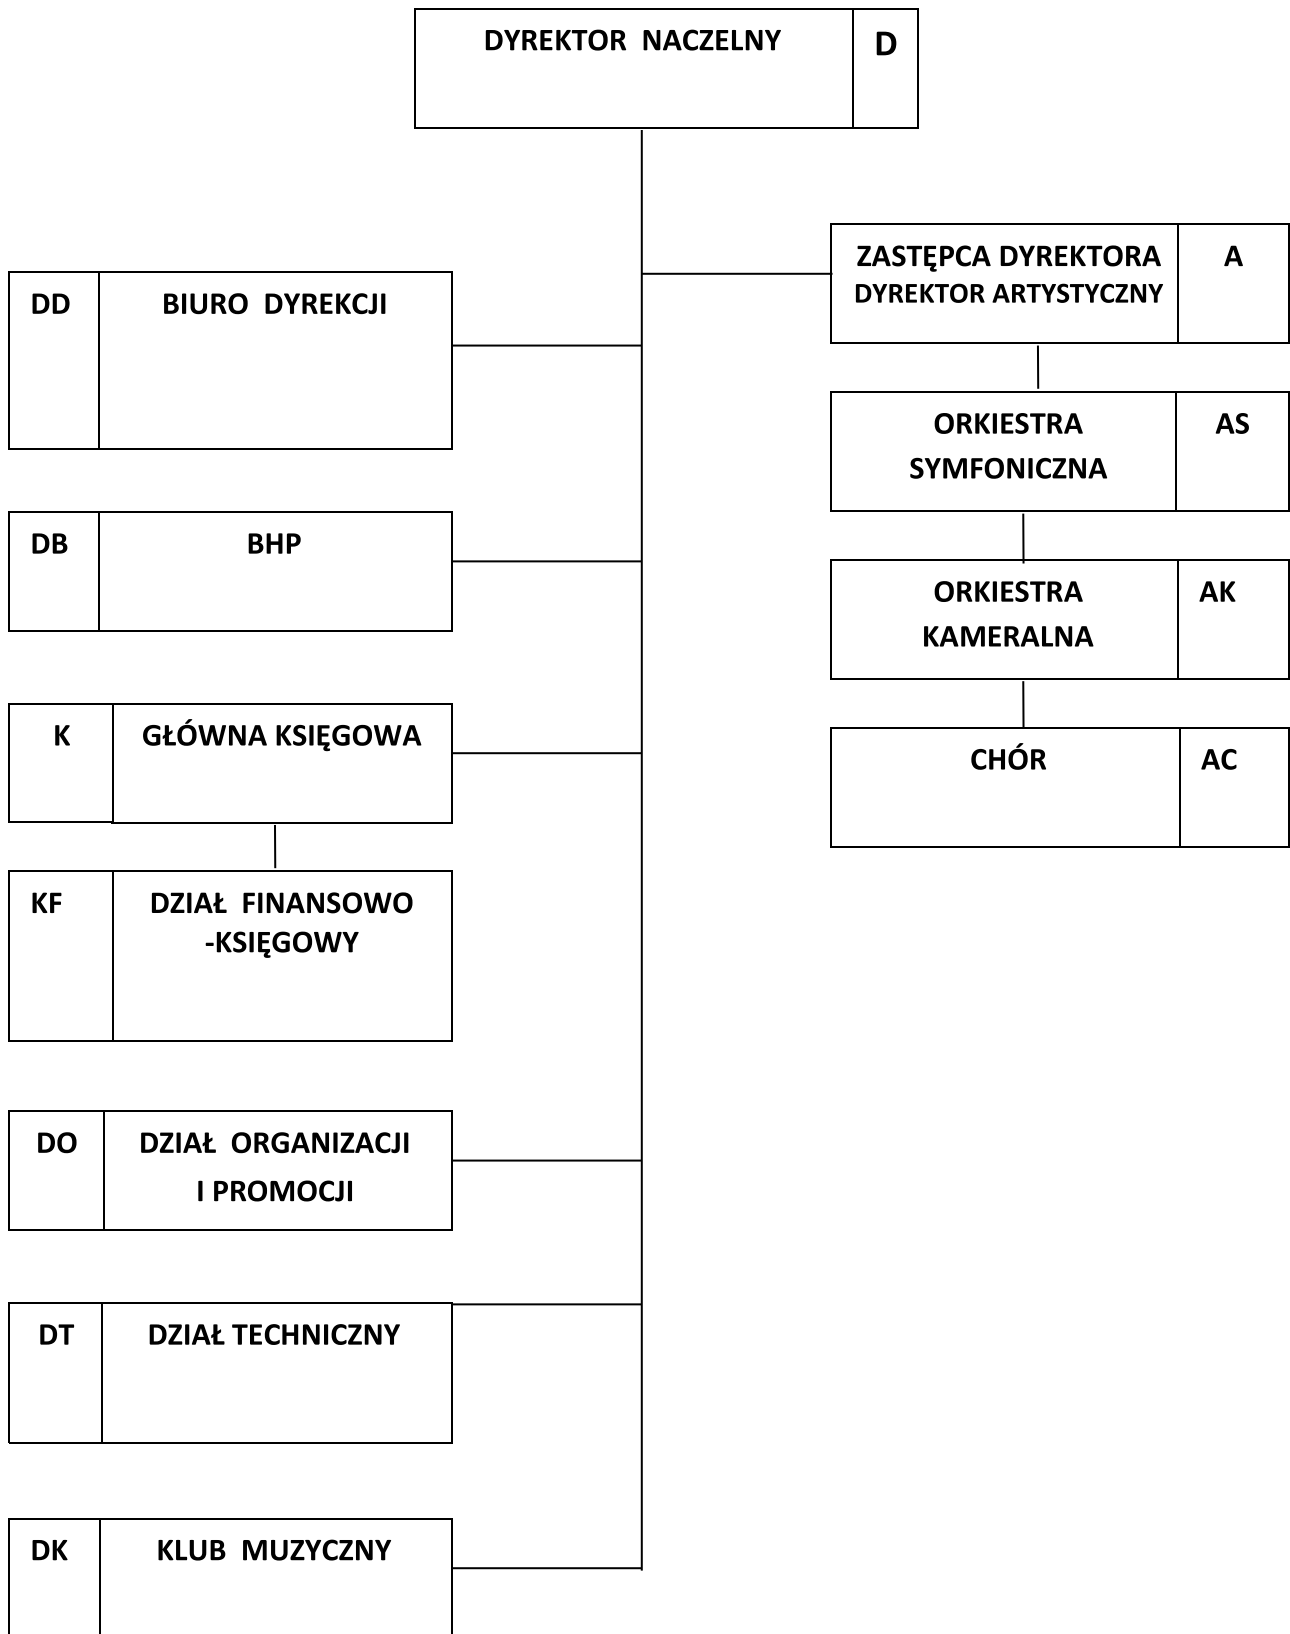 DYREKTOR NACZELNY
D
ZASTĘPCA DYREKTORA
DYREKTOR ARTYSTYCZNY
A
DD
BIURO DYREKCJI
ORKIESTRA
SYMFONICZNA
AS
DB
BHP
ORKIESTRA
KAMERALNA
AK
K
GŁÓWNA KSIĘGOWA
CHÓR
AC
KF
DZIAŁ FINANSOWO
-KSIĘGOWY
DO
DZIAŁ ORGANIZACJI
I PROMOCJI
DT
DZIAŁ TECHNICZNY
DK
KLUB MUZYCZNY